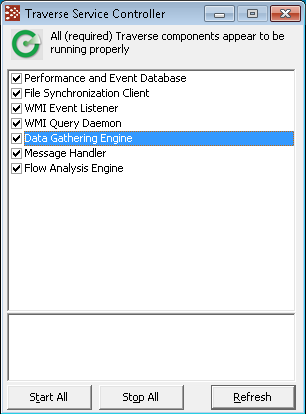 Traverse Service Controller
All (required) Traverse components appear to be
running properly
Performance and Event Database
File Synchronization Client
WMI Event Listener
WMI Query Daemon
Data Gathering Engine
Message Handler
Flow Analysis Engine
Start All
Stop All
Refresh